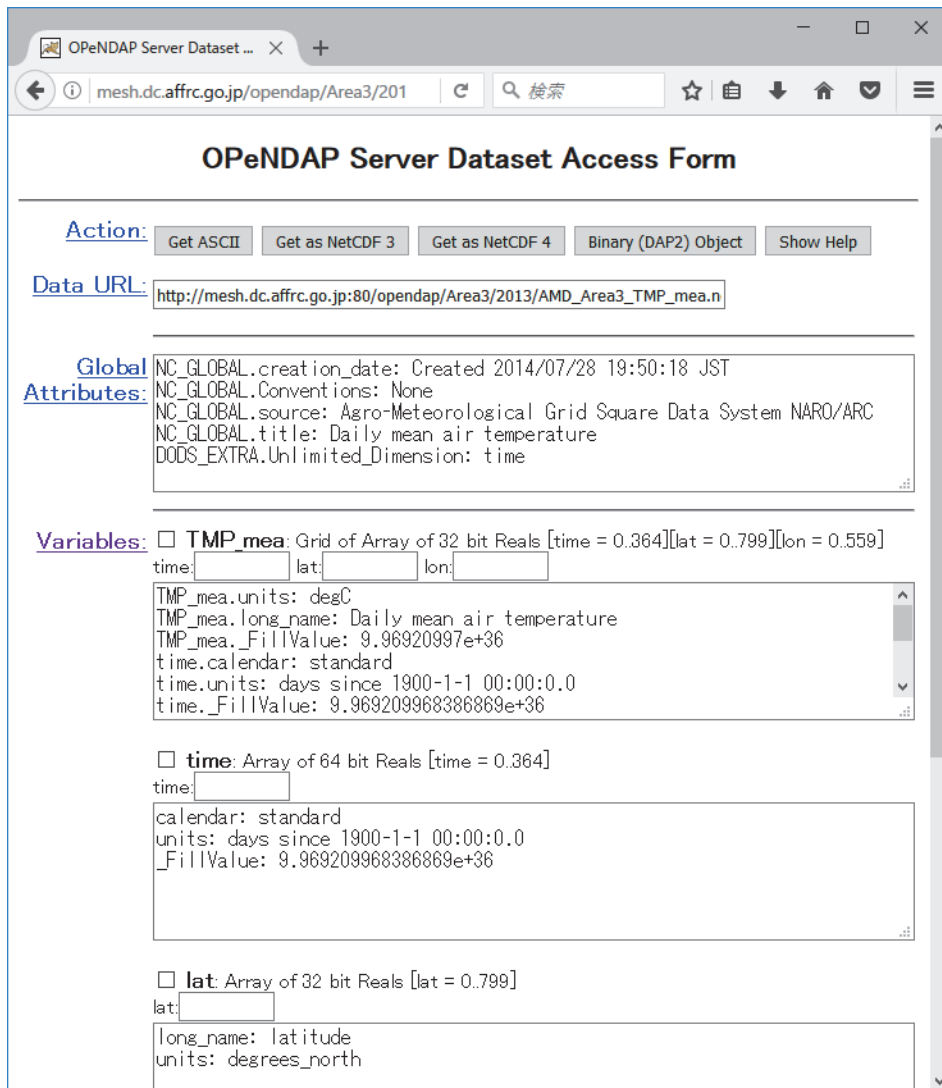 OPeNDAP Server Dataset ...
mesh.dc.affrc.go.jp/opendap/Area3/201
検索
OPeNDAP Server Dataset Access Form
Action: Get ASCII Get as NetCDF 3 Get as NetCDF 4 Binary (DAP2) Object Show Help
Data URL: http://mesh.dc.affrc.go.jp:80/opendap/Area3/2013/AMD_Area3_TMP_mea.n
Global Attributes:
NC_GLOBAL.creation_date: Created 2014/07/28 19:50:18 JST
NC_GLOBAL.Conventions: None
NC_GLOBAL.source: Agro-Meteorological Grid Square Data System NARO/ARC
NC_GLOBAL.title: Daily mean air temperature
DODS_EXTRA.Unlimited_Dimension: time
Variables: TMP_mea: Grid of Array of 32 bit Reals [time = 0..364][lat = 0..799][lon = 0..559]
time: lat: lon:
TMP_mea.units: degC
TMP_mea.long_name: Daily mean air temperature
TMP_mea._FillValue: 9.96920997e+36
time.calendar: standard
time.units: days since 1900-1-1 00:00:0.0
time._FillValue: 9.969209968386869e+36
time: Array of 64 bit Reals [time = 0..364]
time:
calendar: standard
units: days since 1900-1-1 00:00:0.0
_FillValue: 9.969209968386869e+36
lat: Array of 32 bit Reals [lat = 0..799]
lat:
long_name: latitude
units: degrees_north